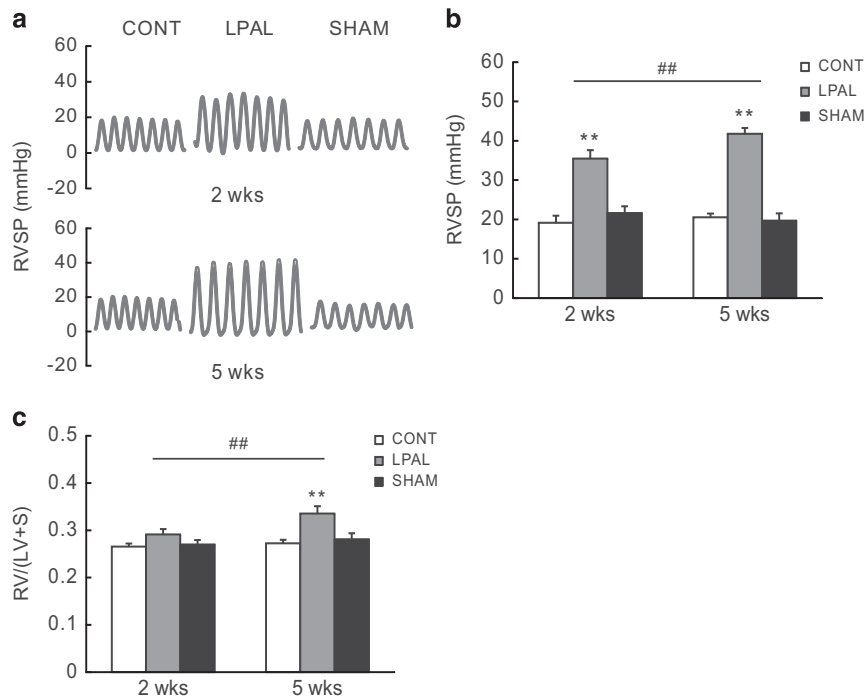 a
CONT LPAL SHAM
60
40
20
0
-20
2 wks
60
40
20
0
-20
5 wks
RVSP (mmHg)
b
60
50
40
30
20
10
0
RVSP (mmHg)
##
** **
2 wks 5 wks
CONT
LPAL
SHAM
c
0.5
0.4
0.3
0.2
0.1
0
RV/(LV+S)
##
**
2 wks 5 wks
CONT
LPAL
SHAM